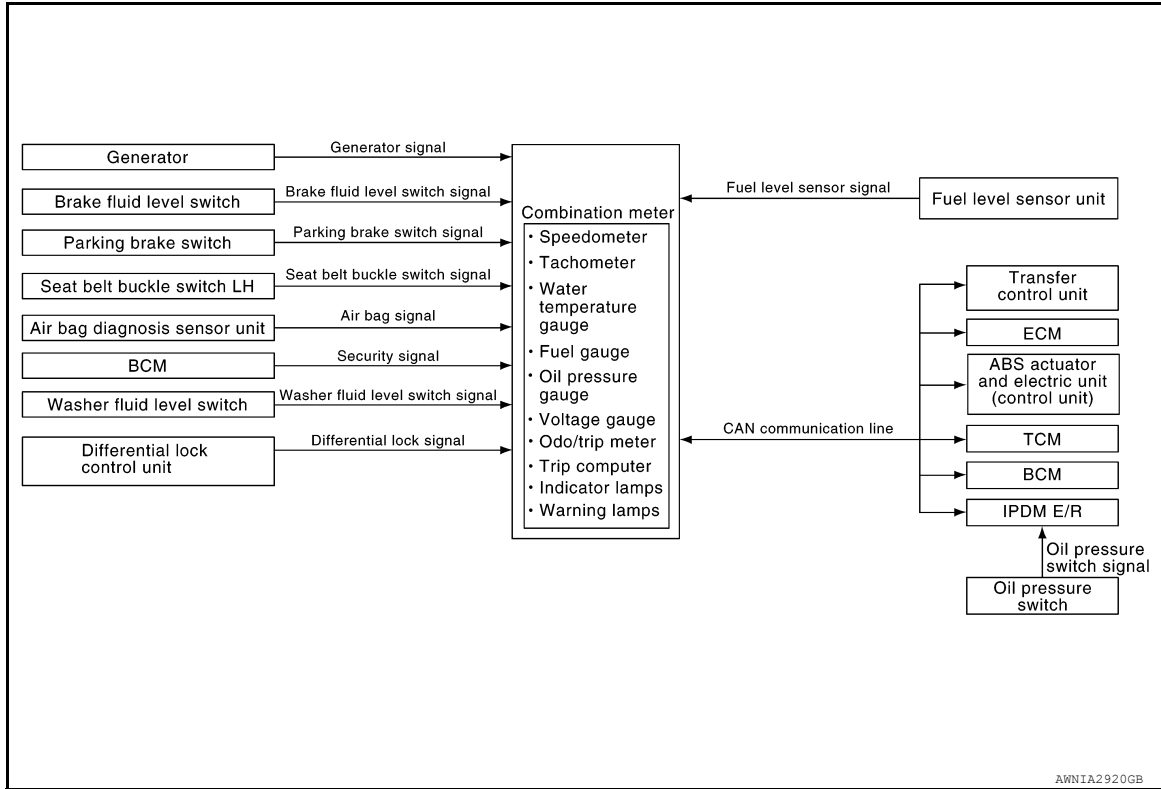 Generator
Generator signal
Brake fluid level switch
Brake fluid level switch signal
Parking brake switch
Parking brake switch signal
Seat belt buckle switch LH
Seat belt buckle switch signal
Air bag diagnosis sensor unit
Air bag signal
BCM
Security signal
Washer fluid level switch
Washer fluid level switch signal
Differential lock
control unit
Differential lock signal
Combination meter
• Speedometer
• Tachometer
• Water
temperature
gauge
• Fuel gauge
• Oil pressure
gauge
• Voltage gauge
• Odo/trip meter
• Trip computer
• Indicator lamps
• Warning lamps
Fuel level sensor signal
Fuel level sensor unit
CAN communication line
Transfer
control unit
ECM
ABS actuator
and electric unit
(control unit)
TCM
BCM
IPDM E/R
Oil pressure
switch signal
Oil pressure
switch
AWNIA2920GB